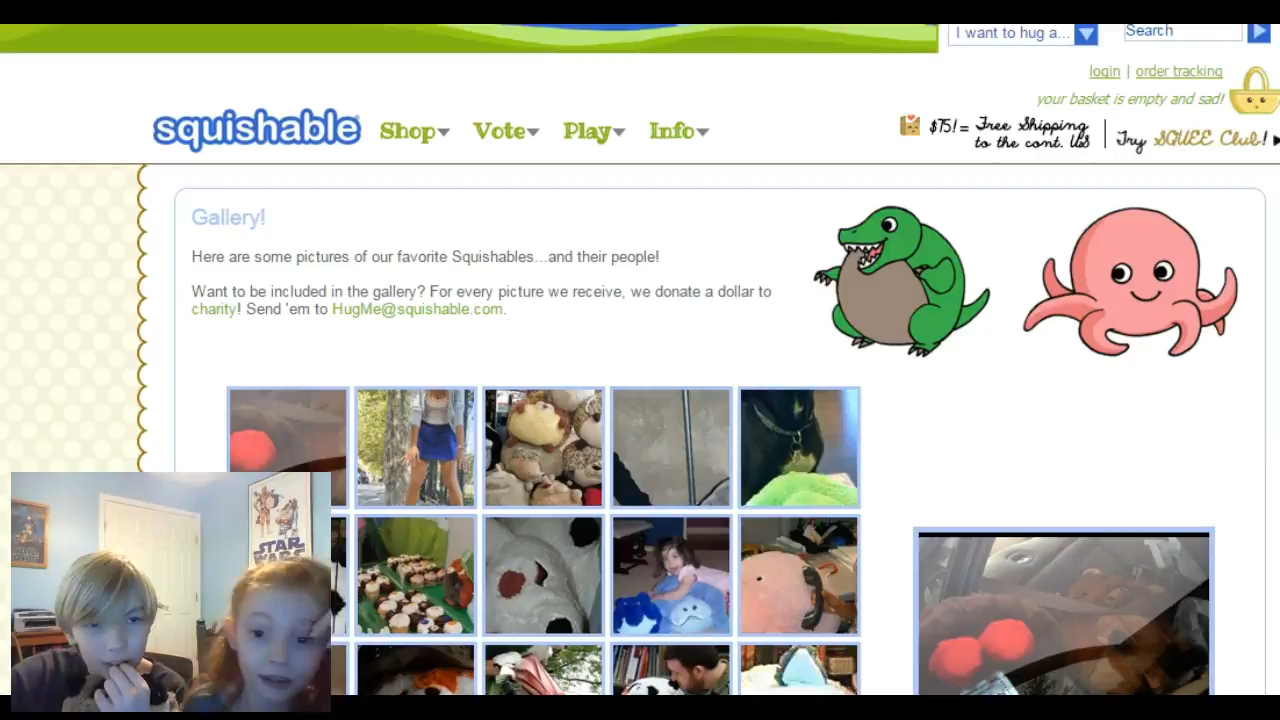 I want to hug a...
Search
login | order tracking
your basket is empty and sad!
squishable
Shop Vote Play Info
$75! = Free Shipping
to the cont. US
Try SQUEE Club!
Gallery!
Here are some pictures of our favorite Squishables...and their people!
Want to be included in the gallery? For every picture we receive, we donate a dollar to
charity! Send 'em to HugMe@squishable.com.
STAR
WARS